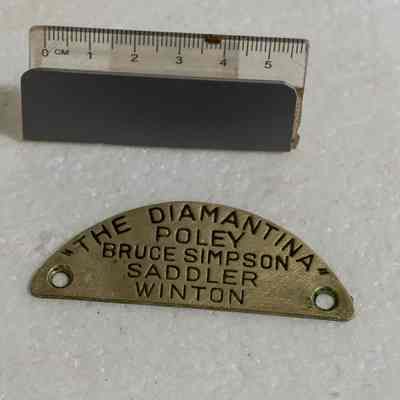 0 CM 1 2 3 4 5
"THE DIAMANTINA"
POLEY
BRUCE SIMPSON
SADDLER
WINTON